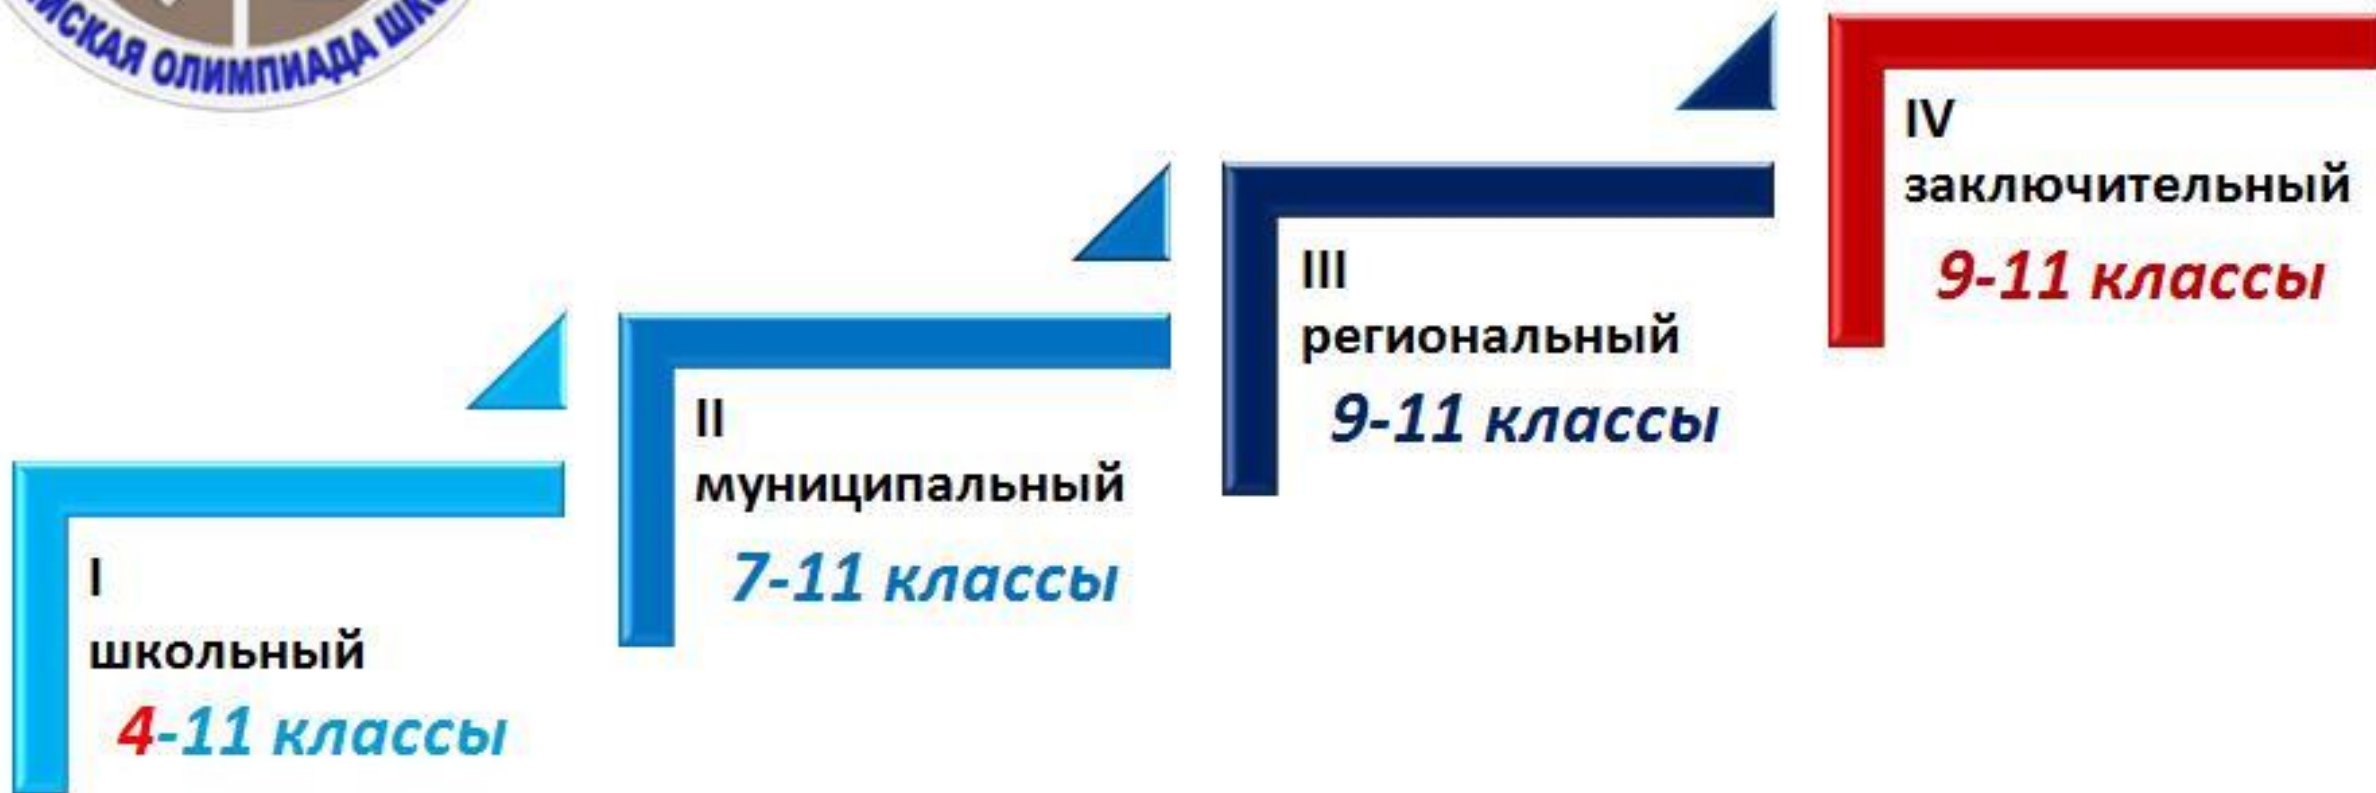 ОЛИМПИАДА
I
школьный
4-11 классы
II
муниципальный
7-11 классы
III
региональный
9-11 классы
IV
заключительный
9-11 классы